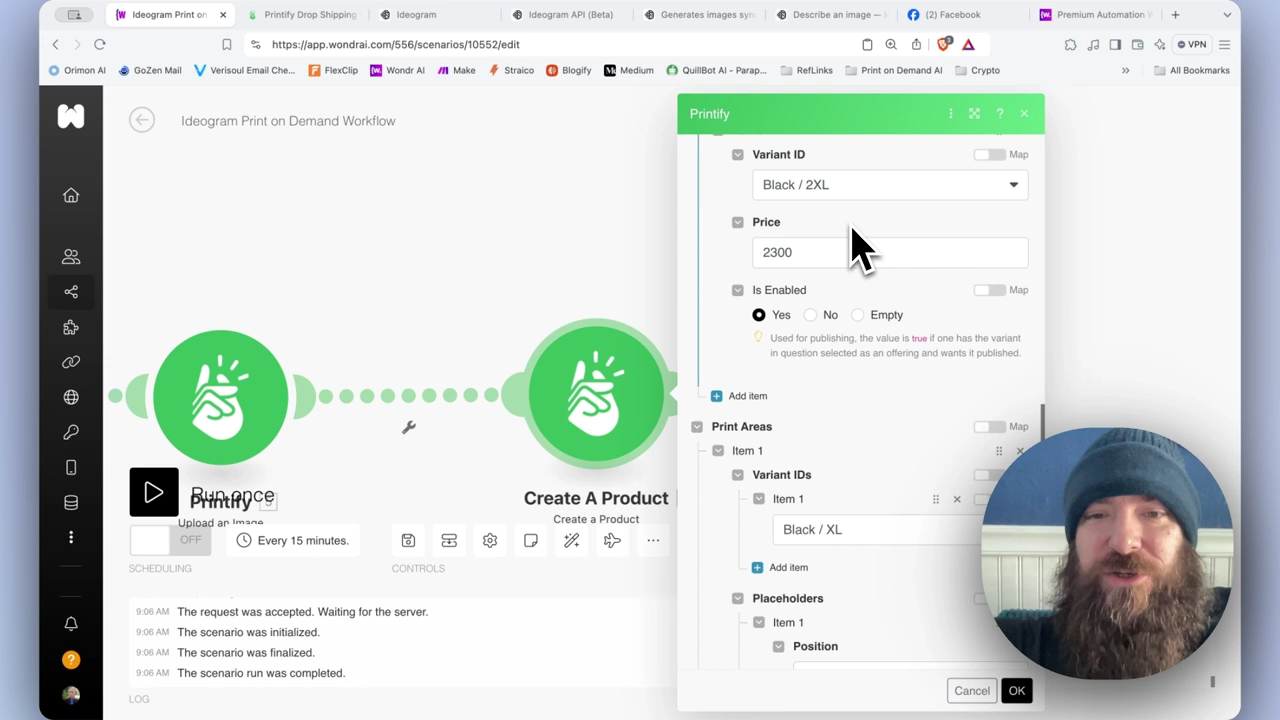 Ideogram Print on
Printify Drop Shipping
Ideogram
Ideogram API (Beta)
Generates images syn
Describe an image —
(2) Facebook
Premium Automation W
https://app.wondrai.com/556/scenarios/10552/edit
VPN
Orimon AI
GoZen Mail
Verisoul Email Che...
FlexClip
Wondr AI
Make
Straico
Blogify
Medium
QuillBot AI - Parap...
RefLinks
Print on Demand AI
Crypto
»
All Bookmarks
Ideogram Print on Demand Workflow
Printify
Variant ID
Map
Black / 2XL
Price
2300
Is Enabled
Map
Yes
No
Empty
Used for publishing, the value is true if one has the variant
in question selected as an offering and wants it published.
Add item
Print Areas
Map
Item 1
Variant IDs
Item 1
Black / XL
Add item
Placeholders
Item 1
Position
Cancel
OK
Run once
Printify
Upload an Image
Create A Product
Create a Product
OFF
Every 15 minutes.
SCHEDULING
CONTROLS
9:06 AM The request was accepted. Waiting for the server.
9:06 AM The scenario was initialized.
9:06 AM The scenario was finalized.
9:06 AM The scenario run was completed.
LOG